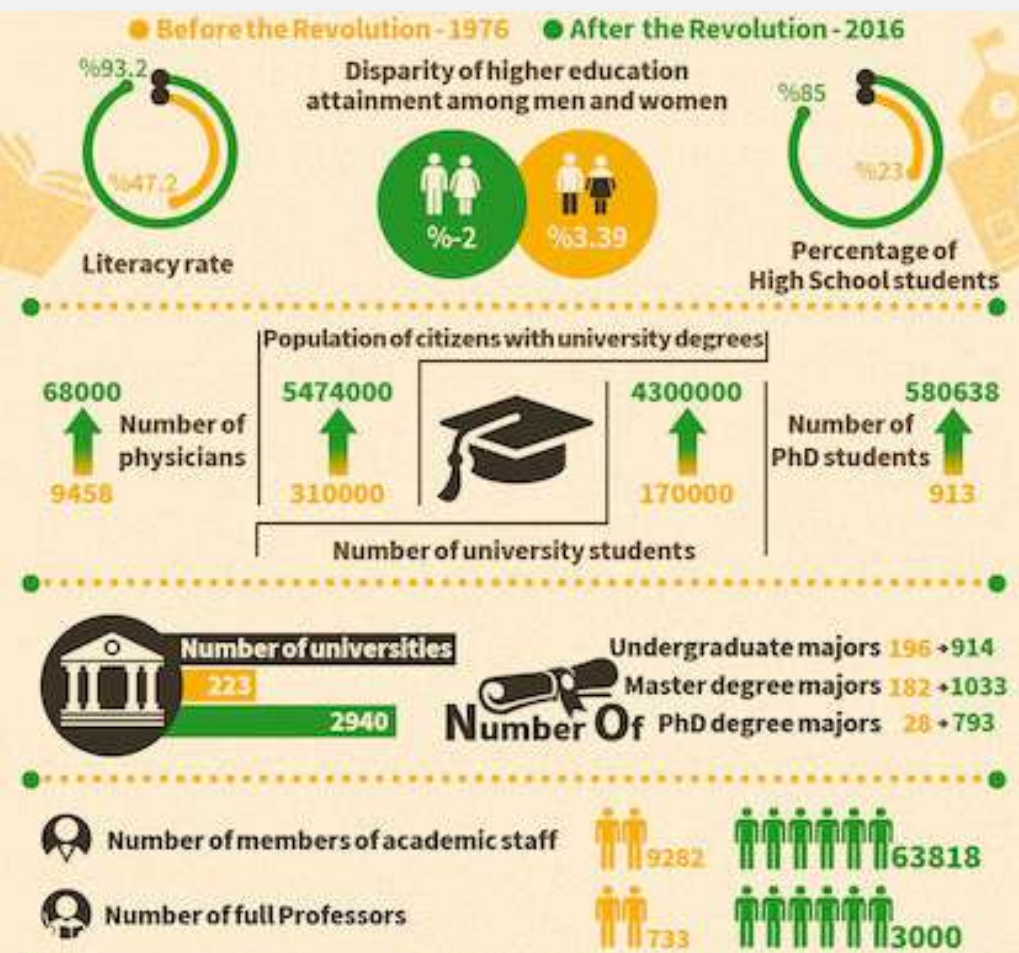 Before the Revolution - 1976
After the Revolution - 2016
%93.2
%47.2
Literacy rate
Disparity of higher education
attainment among men and women
%-2
%3.39
%85
%23
Percentage of
High School students
68000
Number of
physicians
9458
Population of citizens with university degrees
5474000
310000
4300000
170000
Number of university students
580638
Number of
PhD students
913
Number of universities
223
2940
Number Of
Undergraduate majors 196 →914
Master degree majors 182 →1033
PhD degree majors 28 →793
Number of members of academic staff
9282
63818
Number of full Professors
733
3000